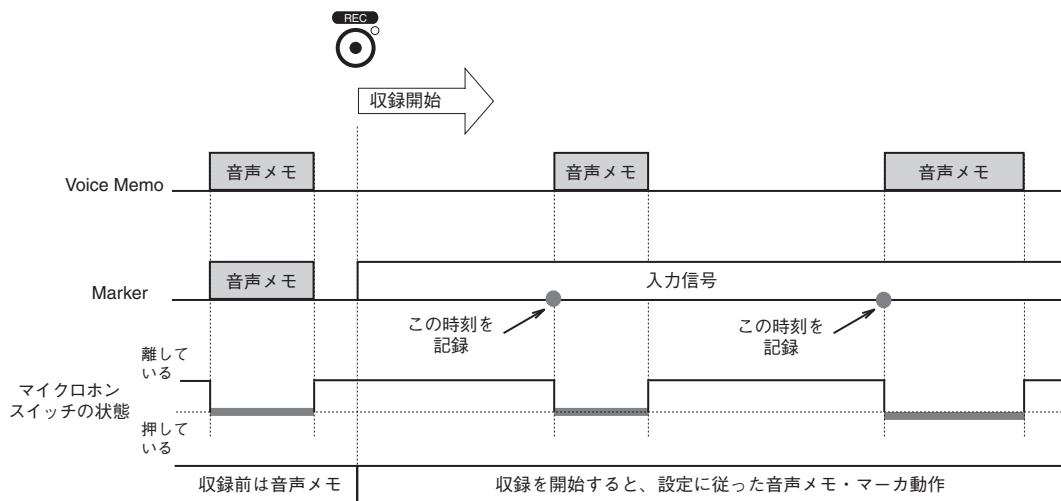 REC
収録開始
Voice Memo
音声メモ
音声メモ
音声メモ
Marker
音声メモ
入力信号
この時刻を
記録
この時刻を
記録
離して
いる
マイクロホン
スイッチの状態
押して
いる
収録前は音声メモ
収録を開始すると、設定に従った音声メモ・マーカ動作